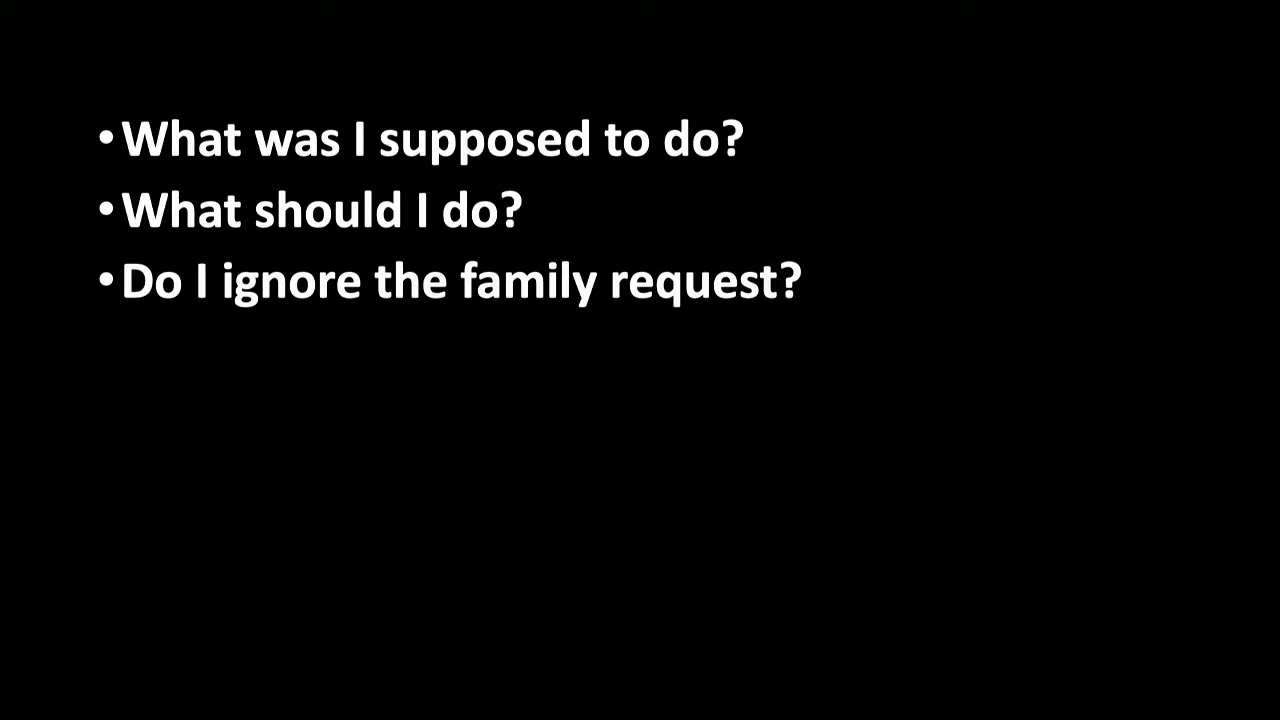 •What was I supposed to do?
•What should I do?
•Do I ignore the family request?